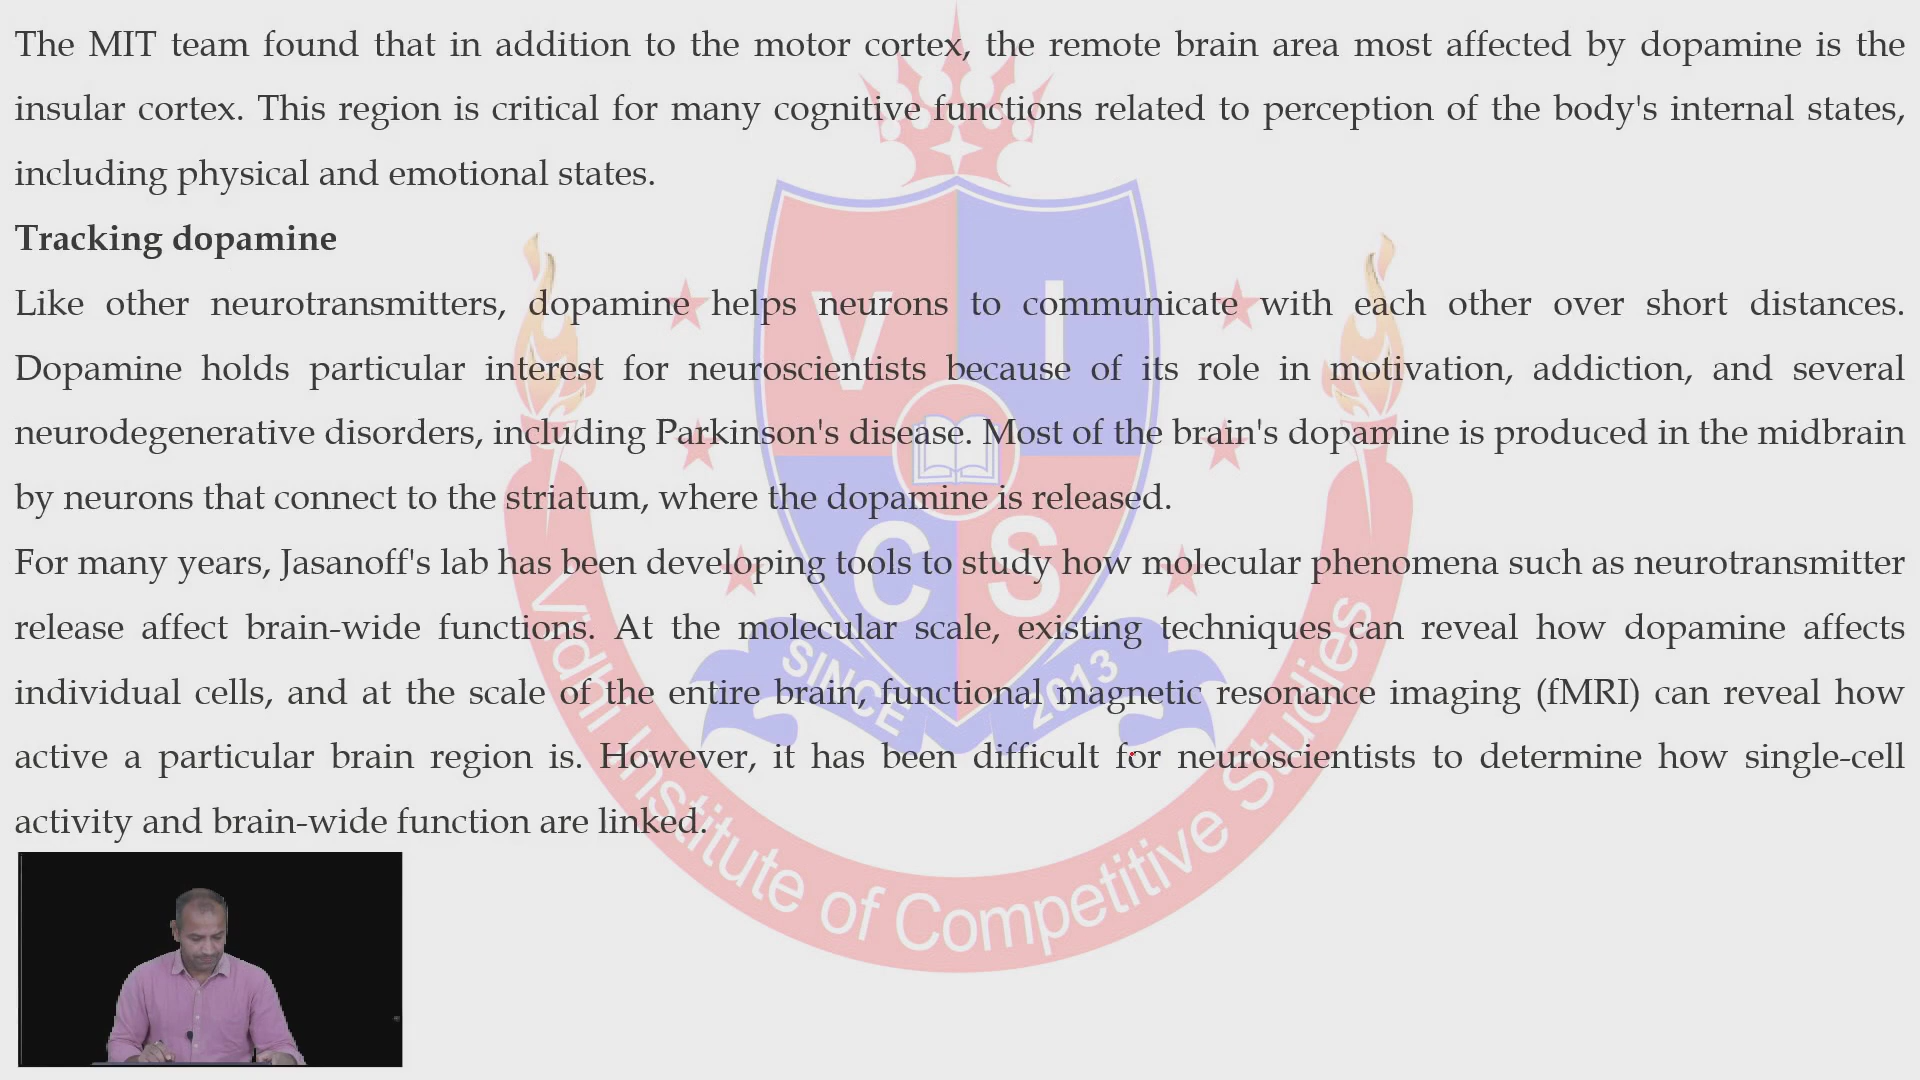 The MIT team found that in addition to the motor cortex, the remote brain area most affected by dopamine is the
insular cortex. This region is critical for many cognitive functions related to perception of the body's internal states,
including physical and emotional states.
Tracking dopamine
Like other neurotransmitters, dopamine helps neurons to communicate with each other over short distances.
Dopamine holds particular interest for neuroscientists because of its role in motivation, addiction, and several
neurodegenerative disorders, including Parkinson's disease. Most of the brain's dopamine is produced in the midbrain
by neurons that connect to the striatum, where the dopamine is released.
For many years, Jasanoff's lab has been developing tools to study how molecular phenomena such as neurotransmitter
release affect brain-wide functions. At the molecular scale, existing techniques can reveal how dopamine affects
individual cells, and at the scale of the entire brain, functional magnetic resonance imaging (fMRI) can reveal how
active a particular brain region is. However, it has been difficult for neuroscientists to determine how single-cell
activity and brain-wide function are linked.
V I
C S
SINCE 2013
Vidhi Institute of Competitive Studies